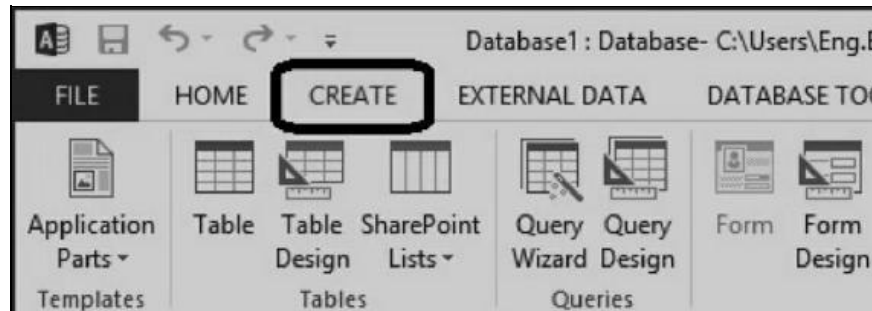 Database1 : Database- C:\Users\Eng.E
FILE HOME CREATE EXTERNAL DATA DATABASE TOO
Application Table Table SharePoint Query Query Form Form
Parts Design Lists Wizard Design Design
Templates Tables Queries